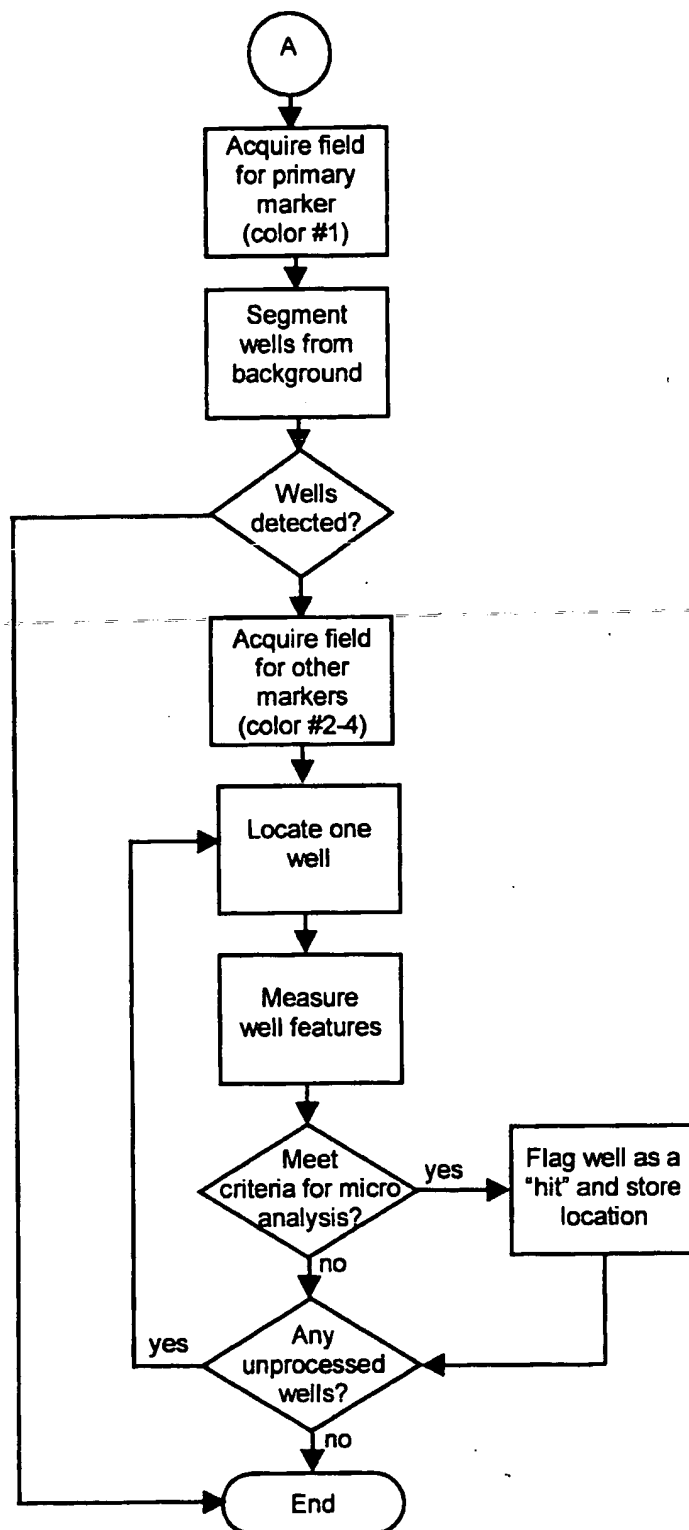 A
Acquire field
for primary
marker
(color #1)
Segment
wells from
background
Wells
detected?
Acquire field
for other
markers
(color #2-4)
Locate one
well
Measure
well features
Meet
criteria for micro
analysis?
yes
Flag well as a
"hit" and store
location
no
yes
Any
unprocessed
wells?
no
End